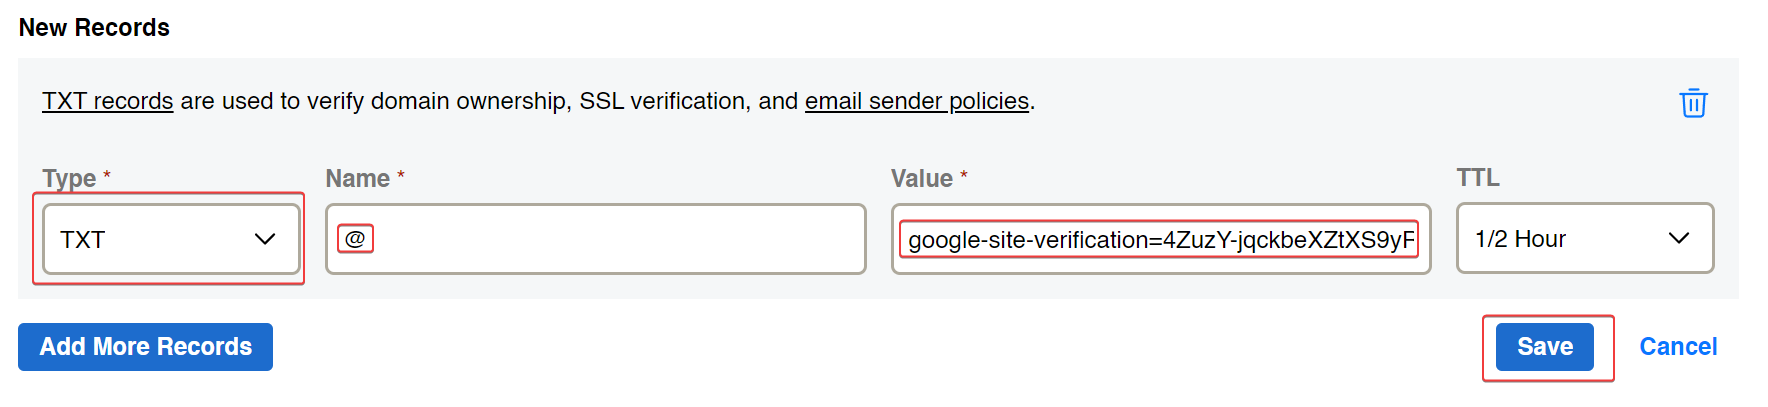 New Records
TXT records are used to verify domain ownership, SSL verification, and email sender policies.
Type * Name * Value * TTL
TXT @ google-site-verification=4ZuzY-jqckbeXZtXS9yF 1/2 Hour
Add More Records Save Cancel